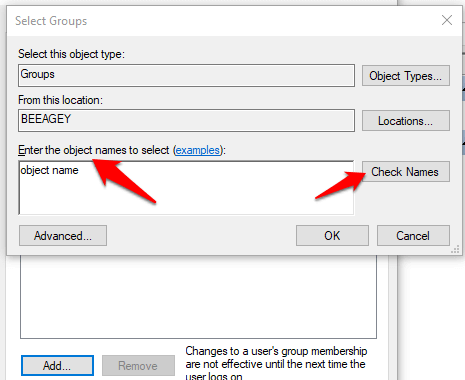 Select Groups
Select this object type:
Groups
Object Types...
From this location:
BEEAGEY
Locations...
Enter the object names to select (examples):
object name
Check Names
Advanced...
OK
Cancel
Add...
Remove
Changes to a user's group membership
are not effective until the next time the
user logs on.